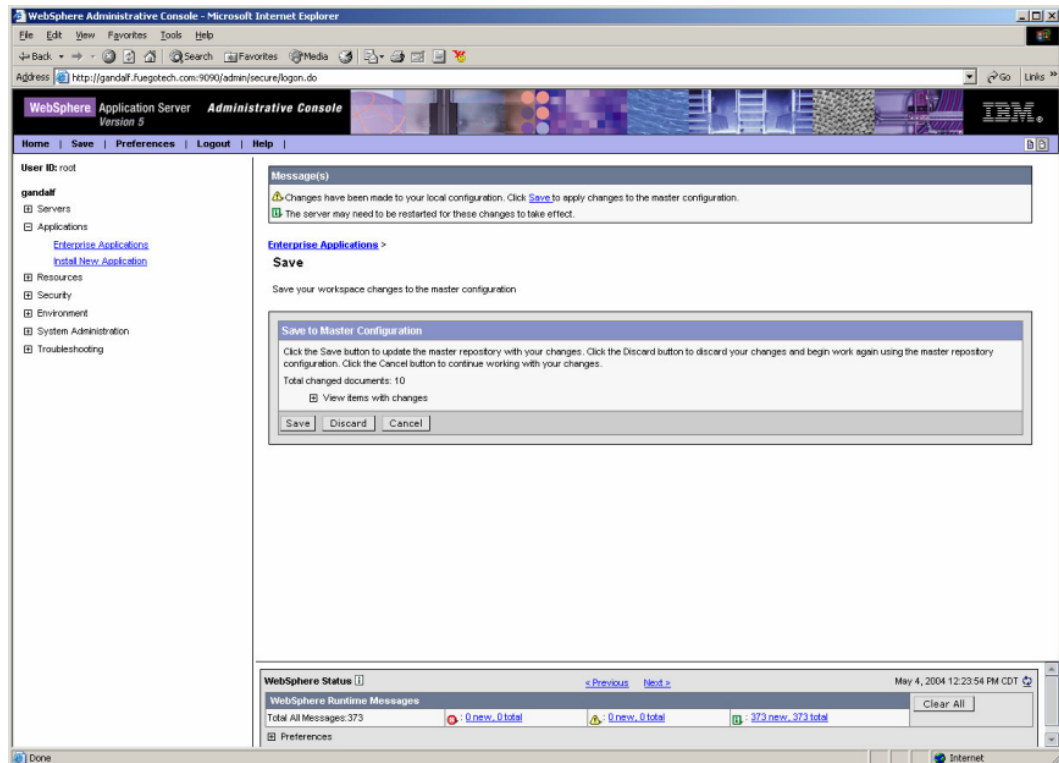 WebSphere Administrative Console - Microsoft Internet Explorer
File Edit View Favorites Tools Help
Back Search Favorites Media
Address http://gandalf.fuegotech.com:9090/admin/secure/logon.do Go Links »
WebSphere Application Server Administrative Console
Version 5
IBM
Home | Save | Preferences | Logout | Help |
User ID: root
gandalf
Servers
Applications
Enterprise Applications
Install New Application
Resources
Security
Environment
System Administration
Troubleshooting
Message(s)
Changes have been made to your local configuration. Click Save to apply changes to the master configuration.
The server may need to be restarted for these changes to take effect.
Enterprise Applications >
Save
Save your workspace changes to the master configuration
Save to Master Configuration
Click the Save button to update the master repository with your changes. Click the Discard button to discard your changes and begin work again using the master repository
configuration. Click the Cancel button to continue working with your changes.
Total changed documents: 10
View items with changes
Save Discard Cancel
WebSphere Status i < Previous Next > May 4, 2004 12:23:54 PM CDT
WebSphere Runtime Messages Clear All
Total All Messages:373 : 0 new, 0 total : 0 new, 0 total : 373 new, 373 total
Preferences
Done Internet